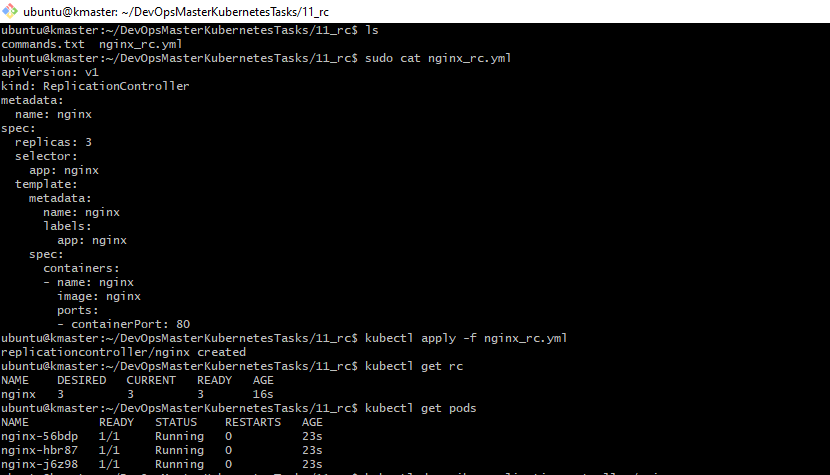 ubuntu@kmaster: ~/DevOpsMasterKubernetesTasks/11_rc
ubuntu@kmaster:~/DevOpsMasterKubernetesTasks/11_rc$ ls
commands.txt  nginx_rc.yml
ubuntu@kmaster:~/DevOpsMasterKubernetesTasks/11_rc$ sudo cat nginx_rc.yml
apiVersion: v1
kind: ReplicationController
metadata:
  name: nginx
spec:
  replicas: 3
  selector:
    app: nginx
  template:
    metadata:
      name: nginx
      labels:
        app: nginx
    spec:
      containers:
      - name: nginx
        image: nginx
        ports:
        - containerPort: 80
ubuntu@kmaster:~/DevOpsMasterKubernetesTasks/11_rc$ kubectl apply -f nginx_rc.yml
replicationcontroller/nginx created
ubuntu@kmaster:~/DevOpsMasterKubernetesTasks/11_rc$ kubectl get rc
NAME    DESIRED   CURRENT   READY   AGE
nginx   3         3         3       16s
ubuntu@kmaster:~/DevOpsMasterKubernetesTasks/11_rc$ kubectl get pods
NAME          READY   STATUS    RESTARTS   AGE
nginx-56bdp   1/1     Running   0          23s
nginx-hbr87   1/1     Running   0          23s
nginx-j6z98   1/1     Running   0          23s